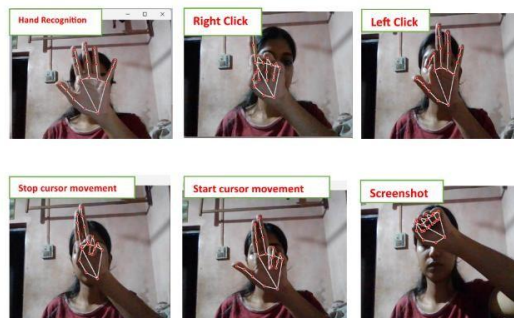 Hand Recognition
Right Click
Left Click
Stop cursor movement
Start cursor movement
Screenshot